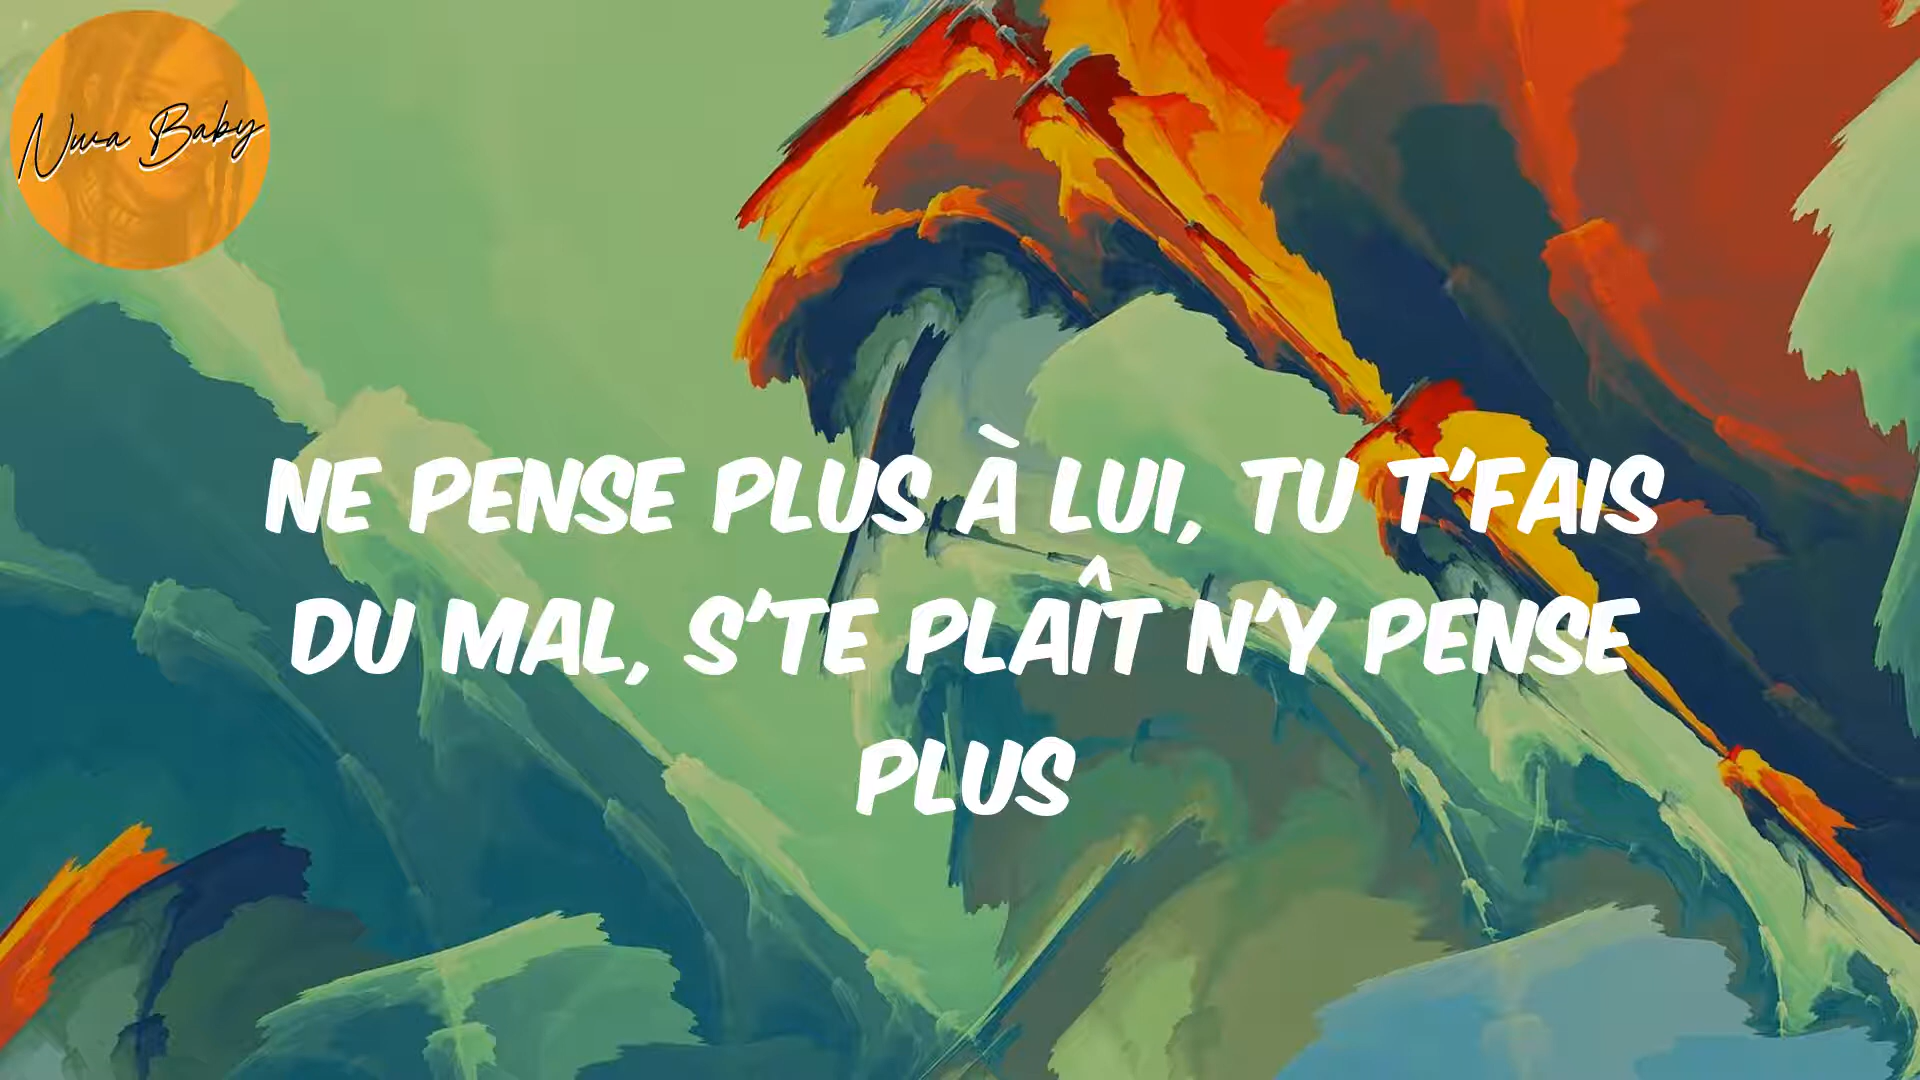 Nwa Baby
NE PENSE PLUS À LUI, TU T'FAIS
DU MAL, S'TE PLAÎT N'Y PENSE
PLUS